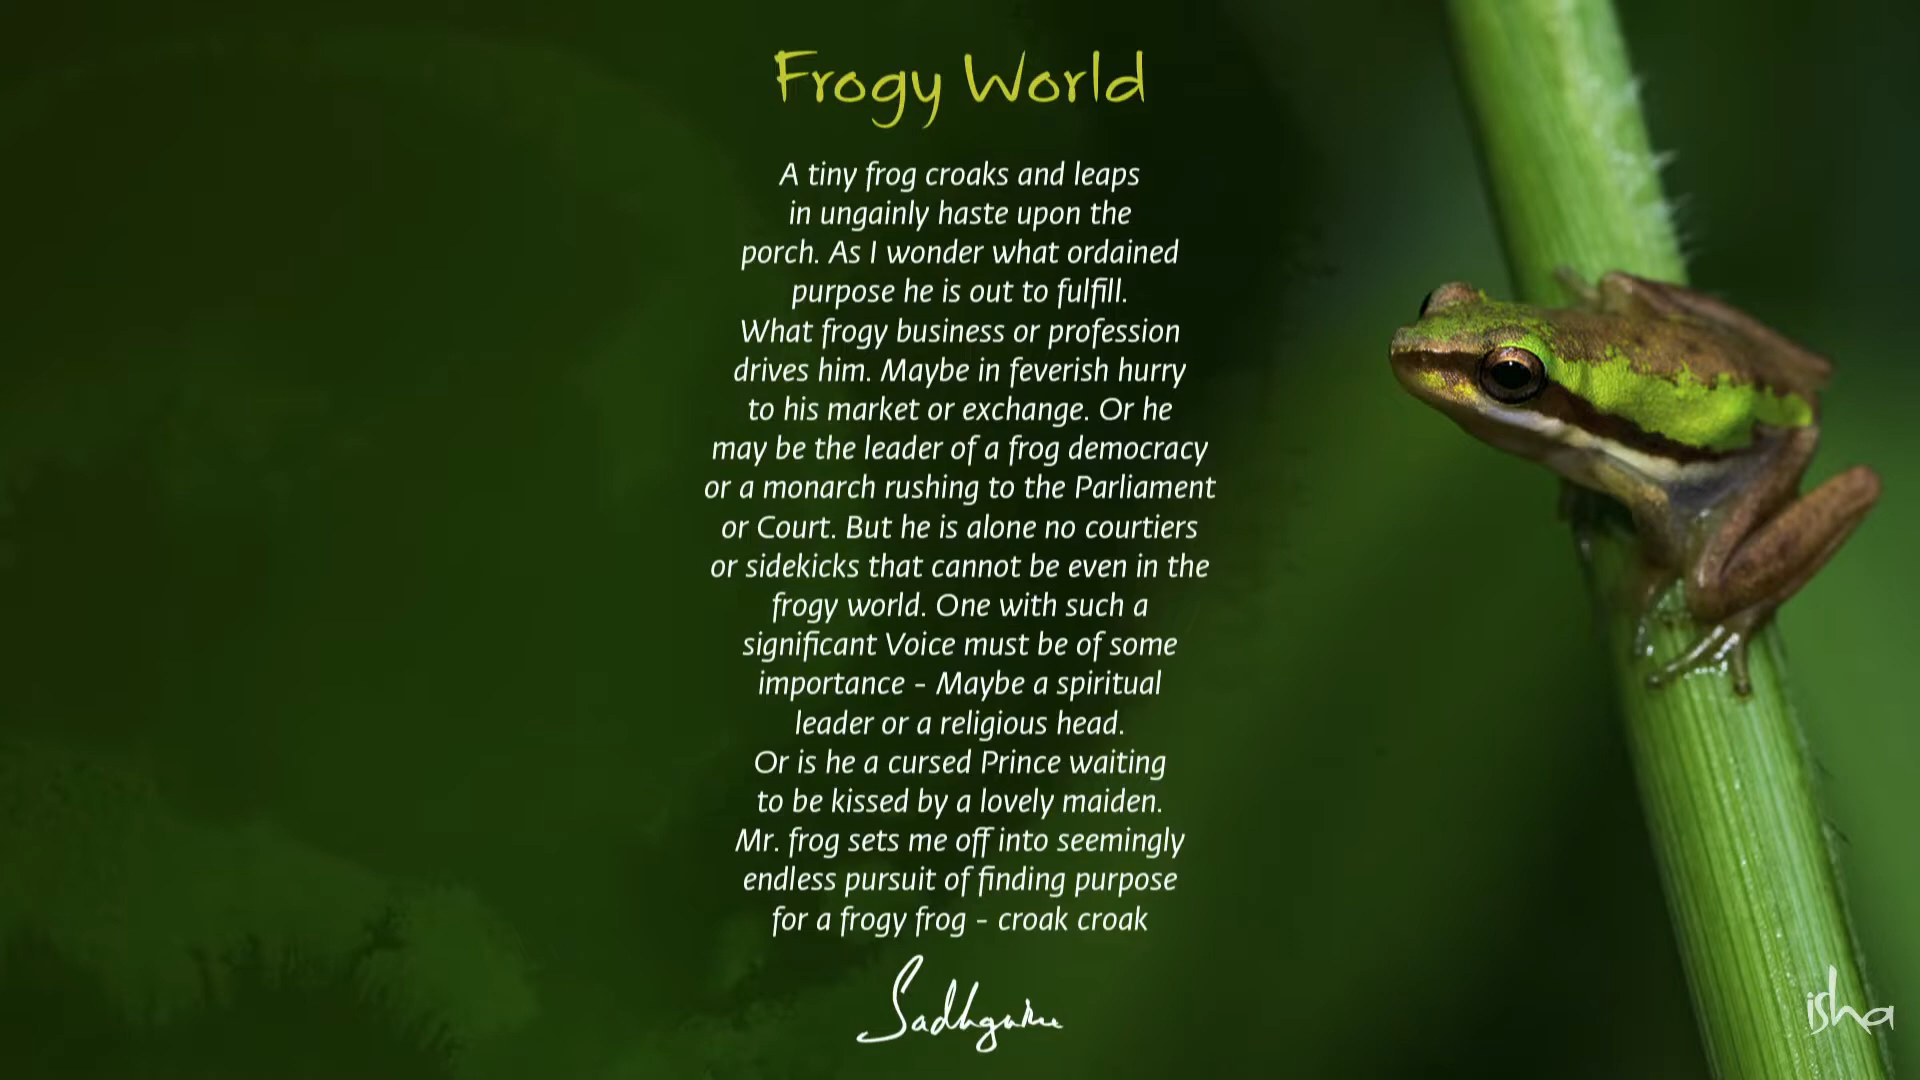 Frogy World
A tiny frog croaks and leaps
in ungainly haste upon the
porch. As I wonder what ordained
purpose he is out to fulfill.
What frogy business or profession
drives him. Maybe in feverish hurry
to his market or exchange. Or he
may be the leader of a frog democracy
or a monarch rushing to the Parliament
or Court. But he is alone no courtiers
or sidekicks that cannot be even in the
frogy world. One with such a
significant Voice must be of some
importance - Maybe a spiritual
leader or a religious head.
Or is he a cursed Prince waiting
to be kissed by a lovely maiden.
Mr. frog sets me off into seemingly
endless pursuit of finding purpose
for a frogy frog - croak croak
Sadhguru
isha